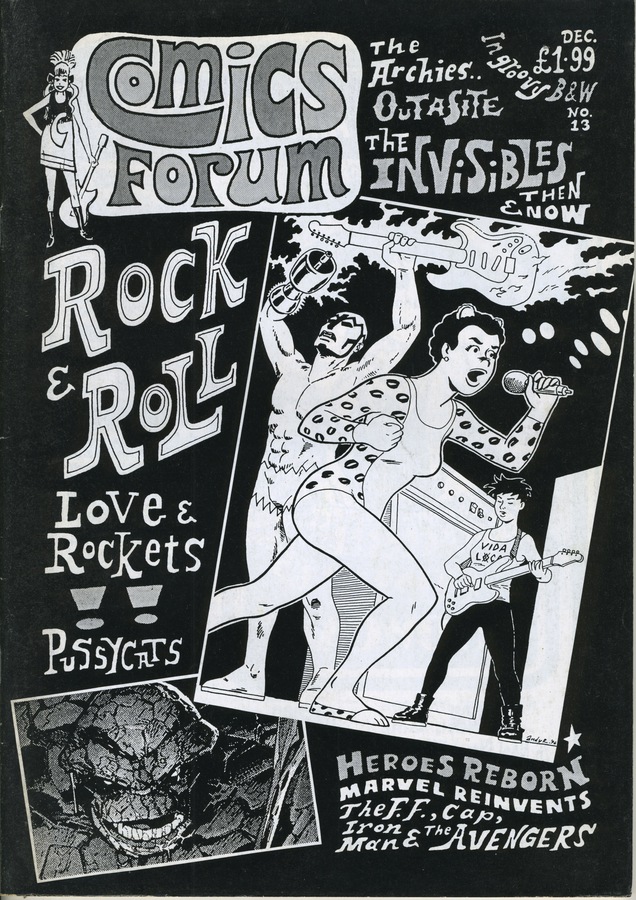 Comics
Forum
The
Archies..
OUTASITE
THE
INVISIBLES
THEN
& NOW
In groovy
B&W
DEC.
£1·99
NO.
13
ROCK
& ROLL
LOVE &
ROCKETS
!!
PUSSYCATS
VIDA
LOCA
HEROES REBORN
MARVEL REINVENTS
The F.F., Cap,
Iron
Man & The AVENGERS